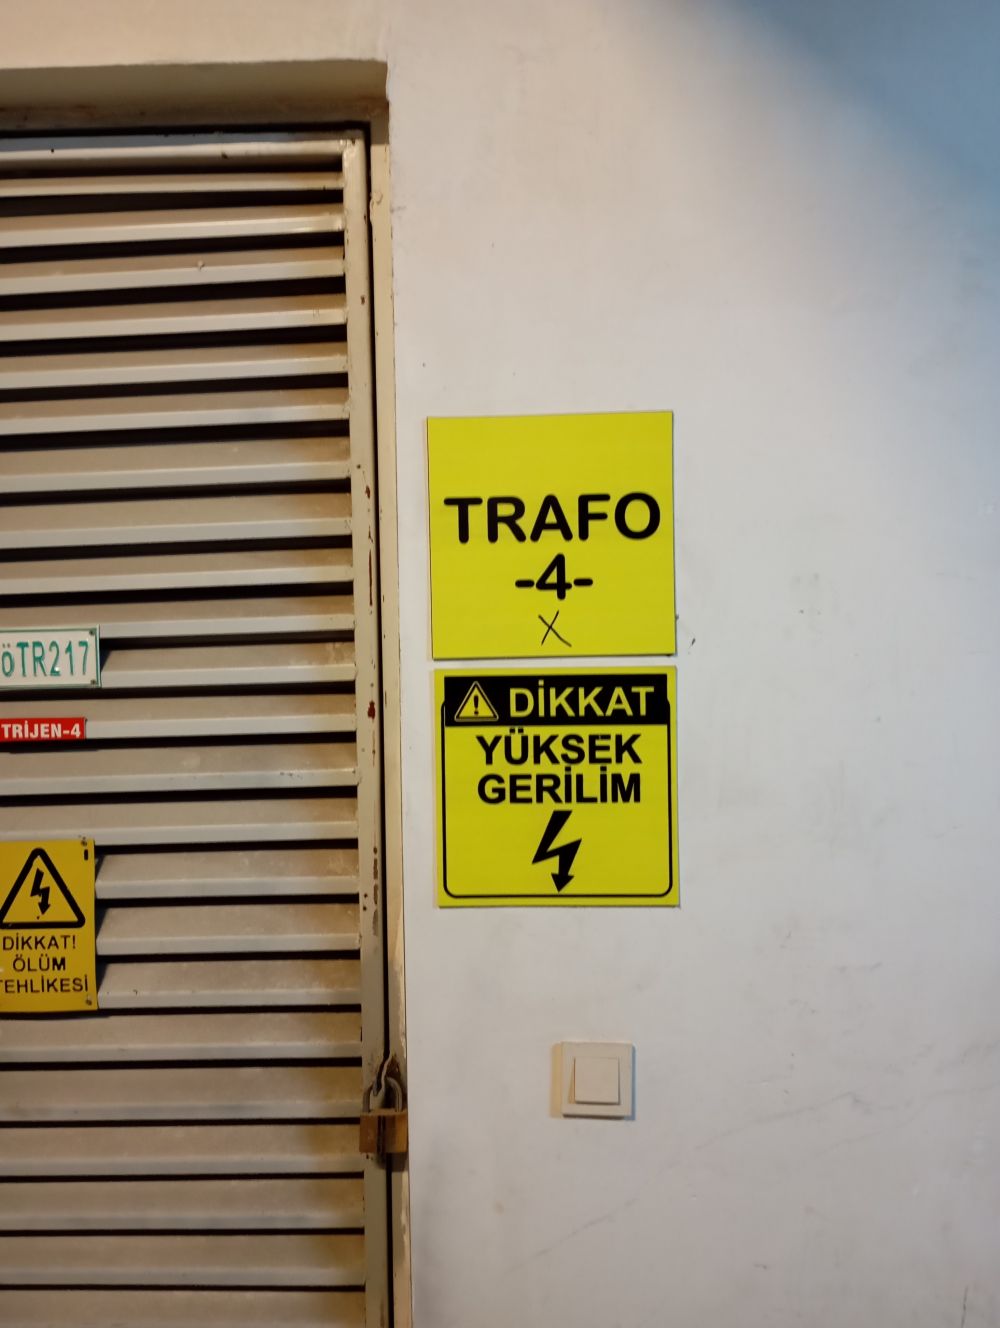 TRAFO
-4-
X
DİKKAT
YÜKSEK
GERİLİM
öTR217
TRİJEN-4
DİKKAT!
ÖLÜM
TEHLİKESİ